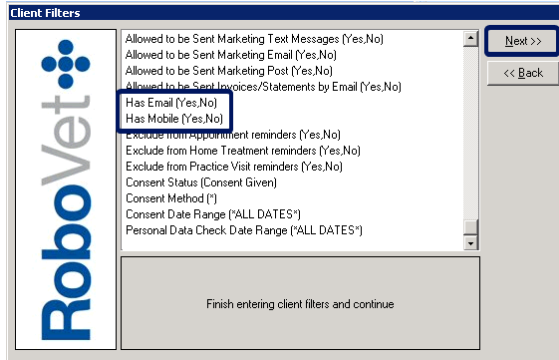 Client Filters
RoboVet
Allowed to be Sent Marketing Text Messages (Yes,No)
Allowed to be Sent Marketing Email (Yes,No)
Allowed to be Sent Marketing Post (Yes,No)
Allowed to be Sent Invoices/Statements by Email (Yes,No)
Has Email (Yes,No)
Has Mobile (Yes,No)
Exclude from Appointment reminders (Yes,No)
Exclude from Home Treatment reminders (Yes,No)
Exclude from Practice Visit reminders (Yes,No)
Consent Status (Consent Given)
Consent Method (*)
Consent Date Range (*ALL DATES*)
Personal Data Check Date Range (*ALL DATES*)
Finish entering client filters and continue
Next >>
<< Back